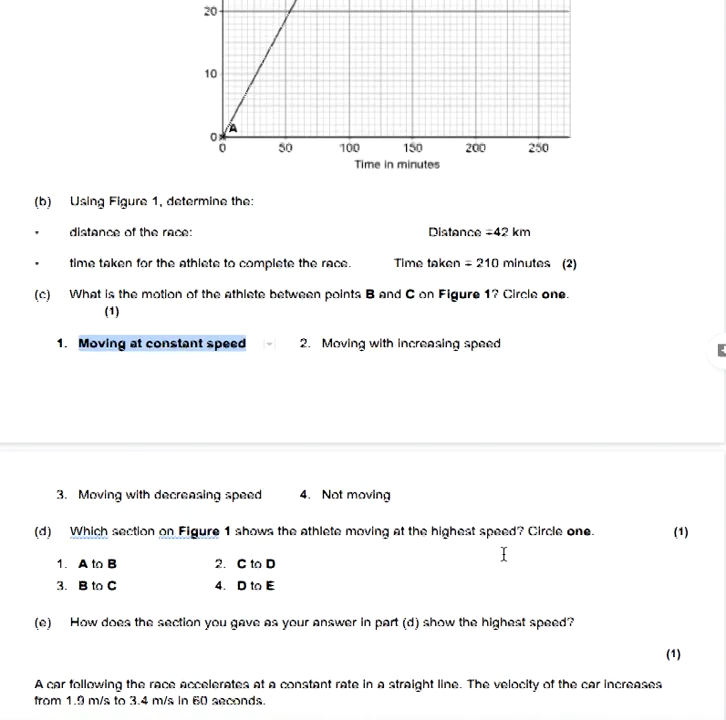 20
10
A
0
0 50 100 150 200 250
Time in minutes
(b) Using Figure 1, determine the:
• distance of the race: Distance =42 km
• time taken for the athlete to complete the race. Time taken = 210 minutes (2)
(c) What is the motion of the athlete between points B and C on Figure 1? Circle one.
(1)
1. Moving at constant speed 2. Moving with increasing speed
3. Moving with decreasing speed 4. Not moving
(d) Which section on Figure 1 shows the athlete moving at the highest speed? Circle one. (1)
1. A to B 2. C to D
3. B to C 4. D to E
(e) How does the section you gave as your answer in part (d) show the highest speed?
(1)
A car following the race accelerates at a constant rate in a straight line. The velocity of the car increases
from 1.9 m/s to 3.4 m/s in 60 seconds.